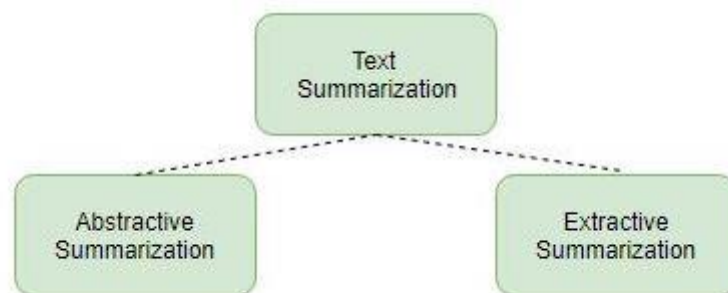 Text
Summarization
Abstractive
Summarization
Extractive
Summarization